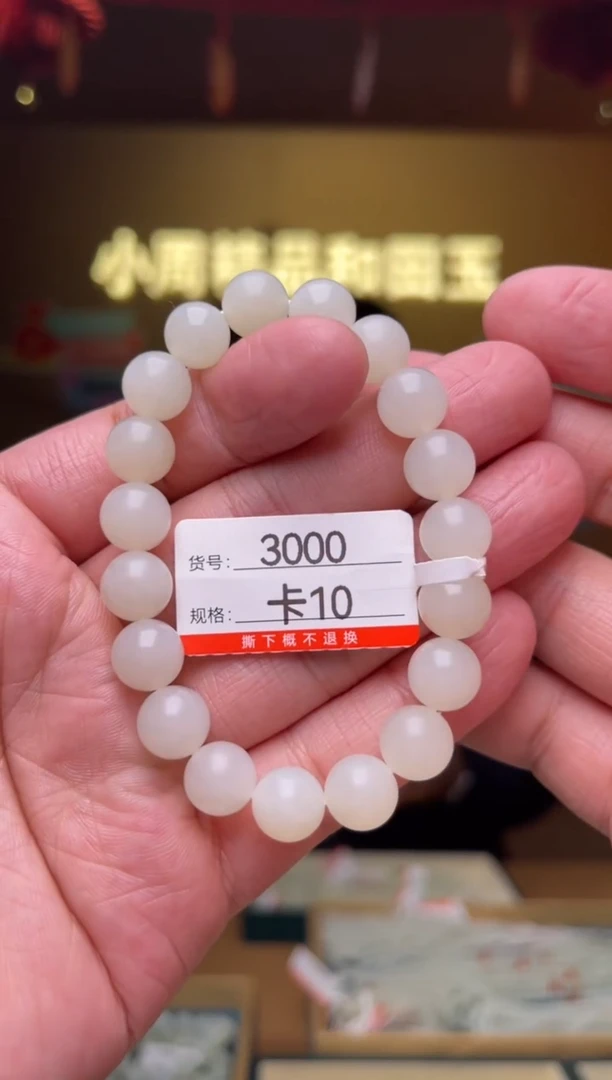 小周精品和田玉
货号: 3000
规格: 卡10
撕下概不退换